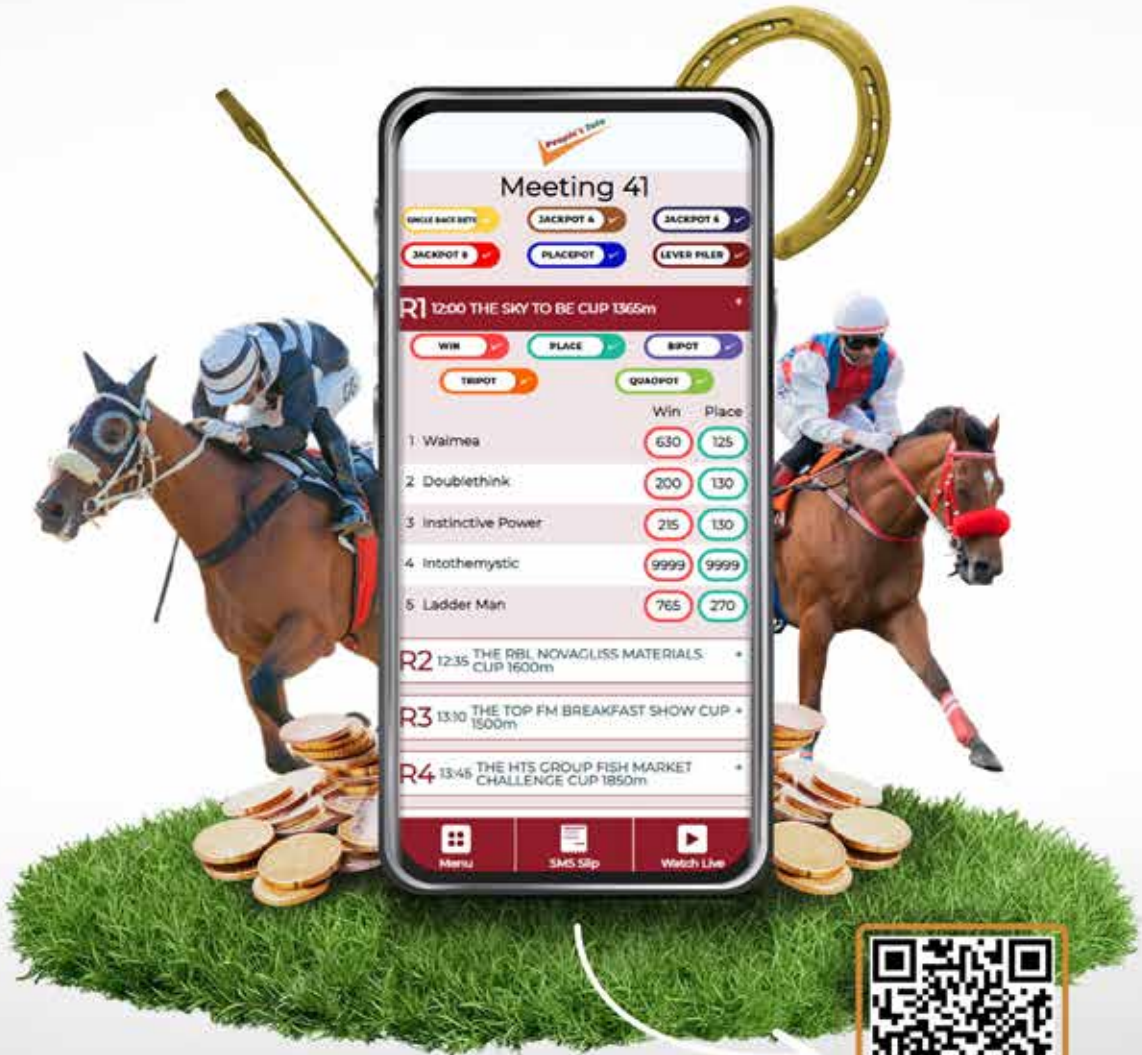 People's Tote
Meeting 41
SINGLE RACE BETS
JACKPOT 4
JACKPOT 6
JACKPOT 8
PLACEPOT
LEVER PILER
R1 12:00 THE SKY TO BE CUP 1365m
WIN
PLACE
BIPOT
TRIPOT
QUADPOT
Win Place
1 Waimea 630 125
2 Doublethink 200 130
3 Instinctive Power 215 130
4 Intothemystic 9999 9999
5 Ladder Man 765 270
R2 12:35 THE RBL NOVAGLISS MATERIALS
CUP 1600m
R3 13:10 THE TOP FM BREAKFAST SHOW CUP
1500m
R4 13:45 THE HTS GROUP FISH MARKET
CHALLENGE CUP 1850m
Menu
SMS Slip
Watch Live